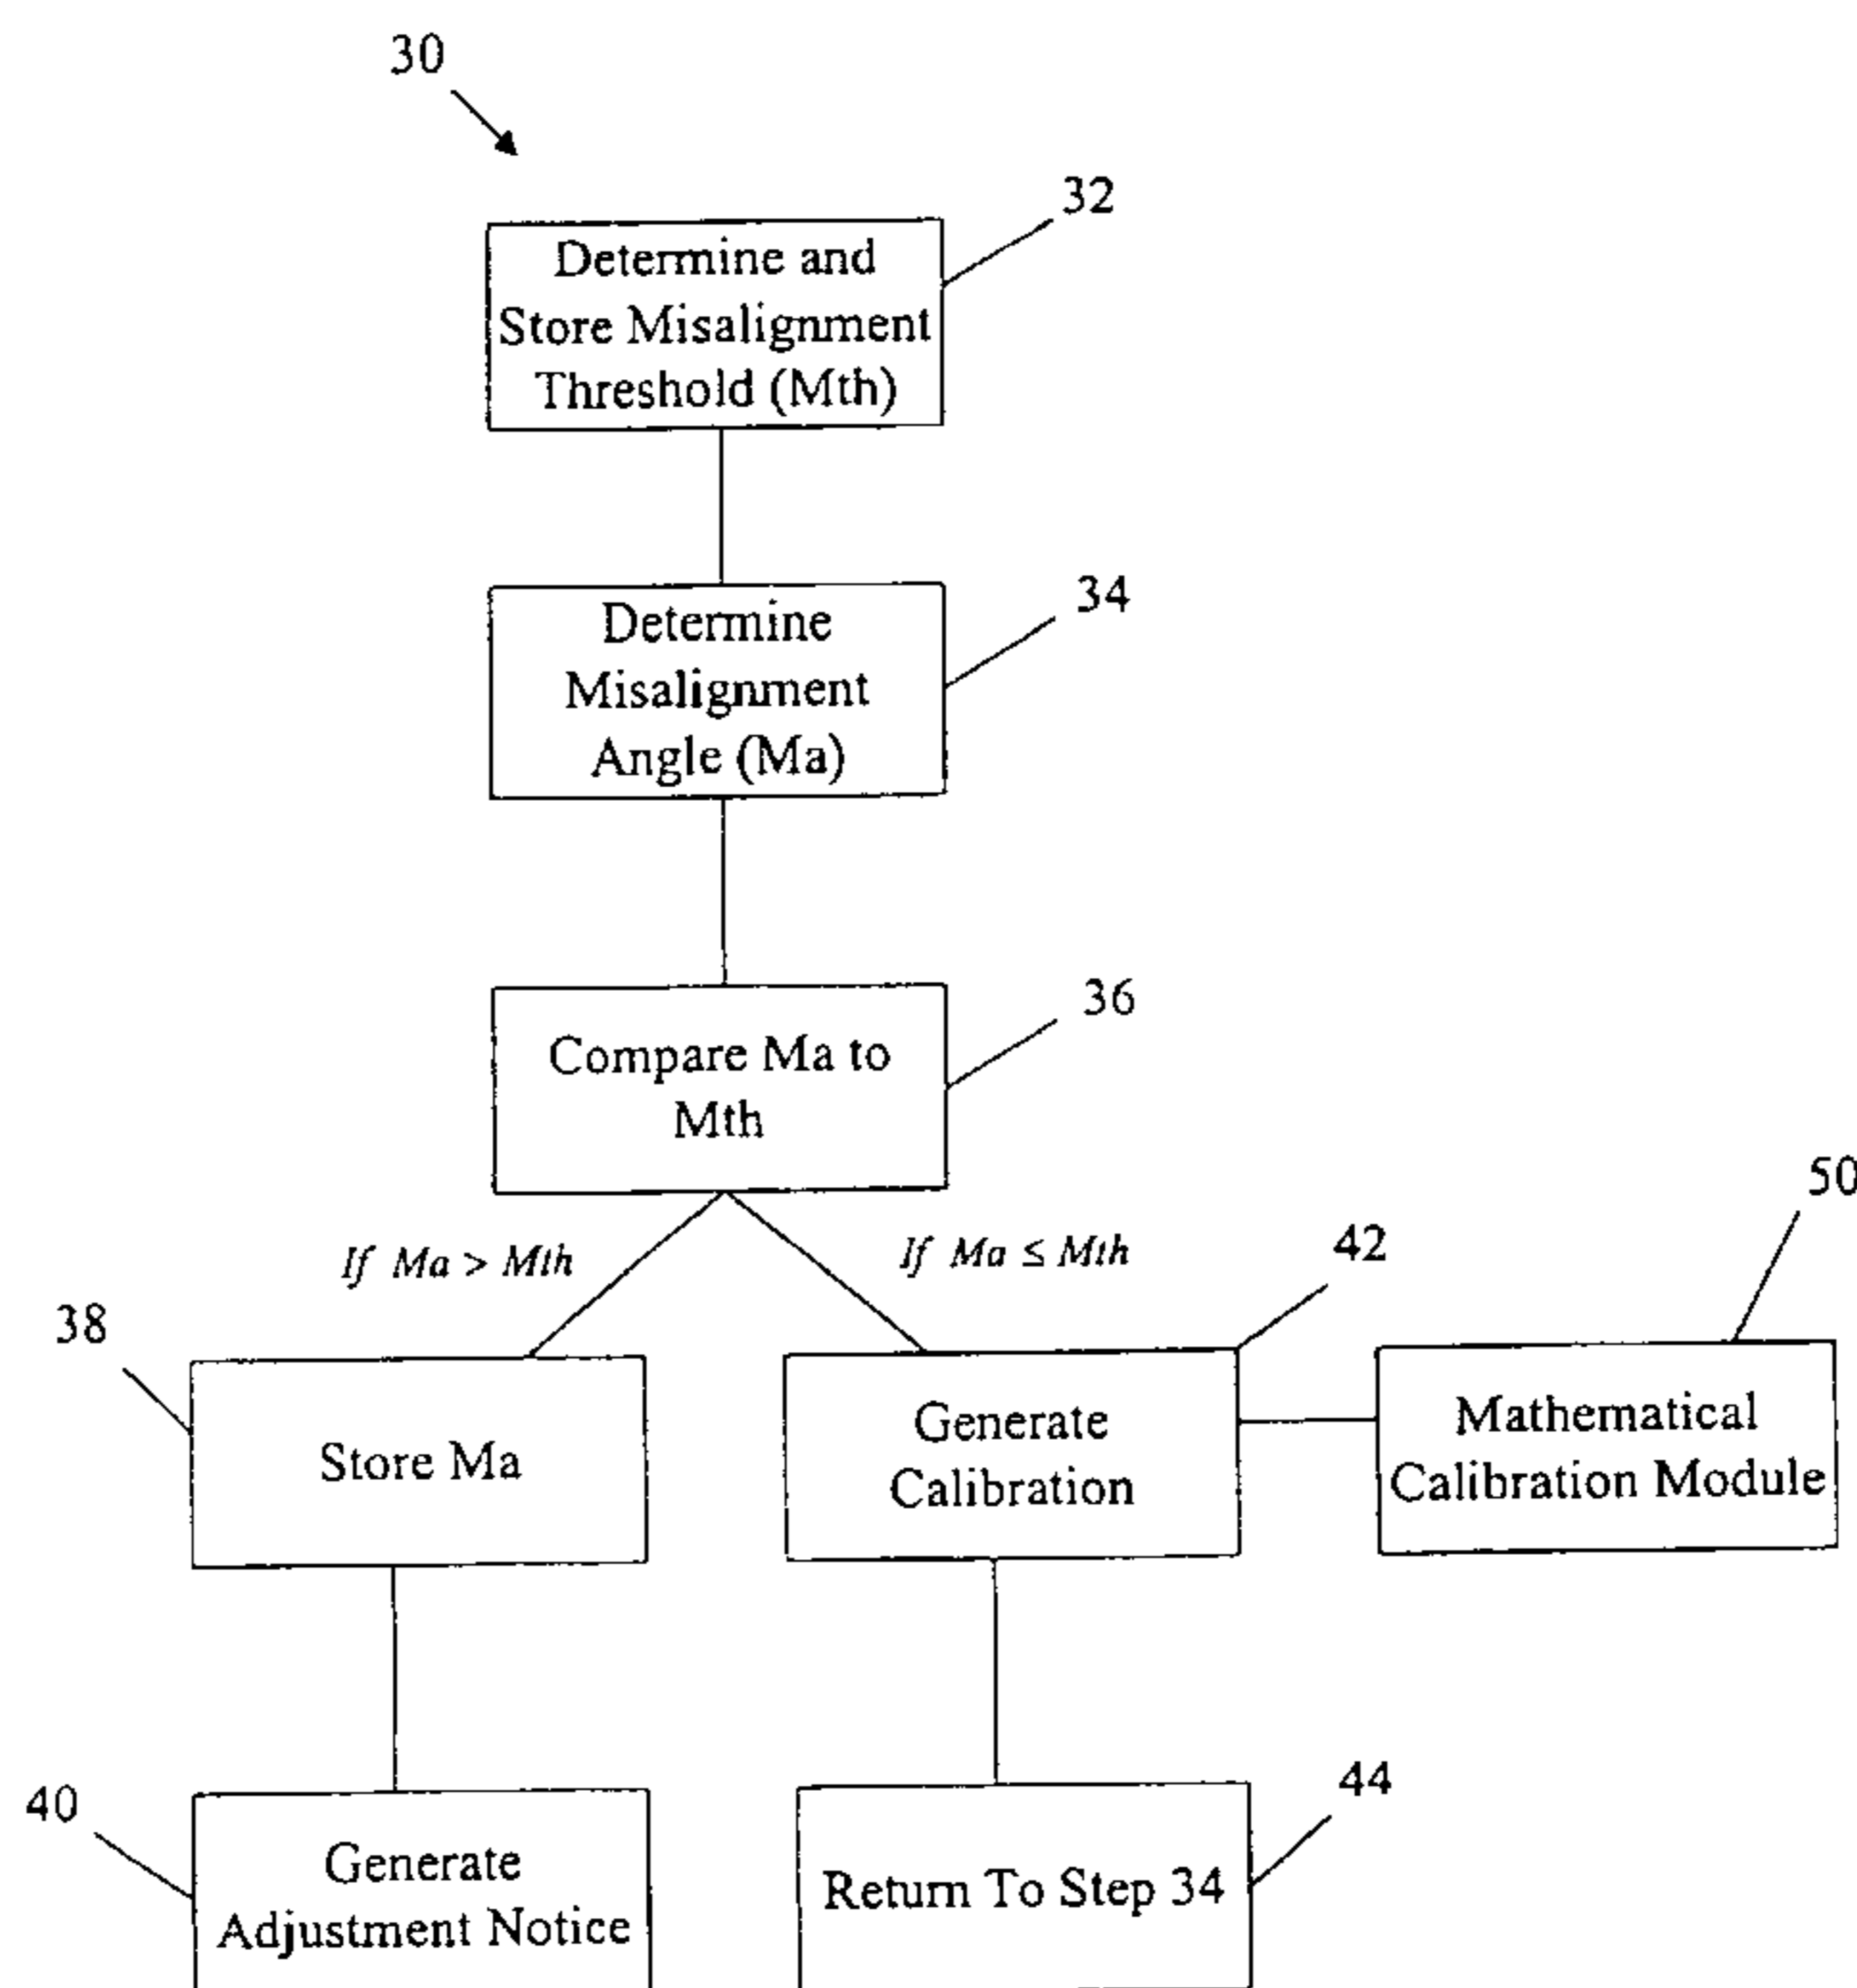 30
32
Determine and
Store Misalignment
Threshold (Mth)
34
Determine
Misalignment
Angle (Ma)
36
Compare Ma to
Mth
50
If Ma > Mth
If Ma ≤ Mth
42
38
Store Ma
Generate
Calibration
Mathematical
Calibration Module
40
44
Generate
Adjustment Notice
Return To Step 34